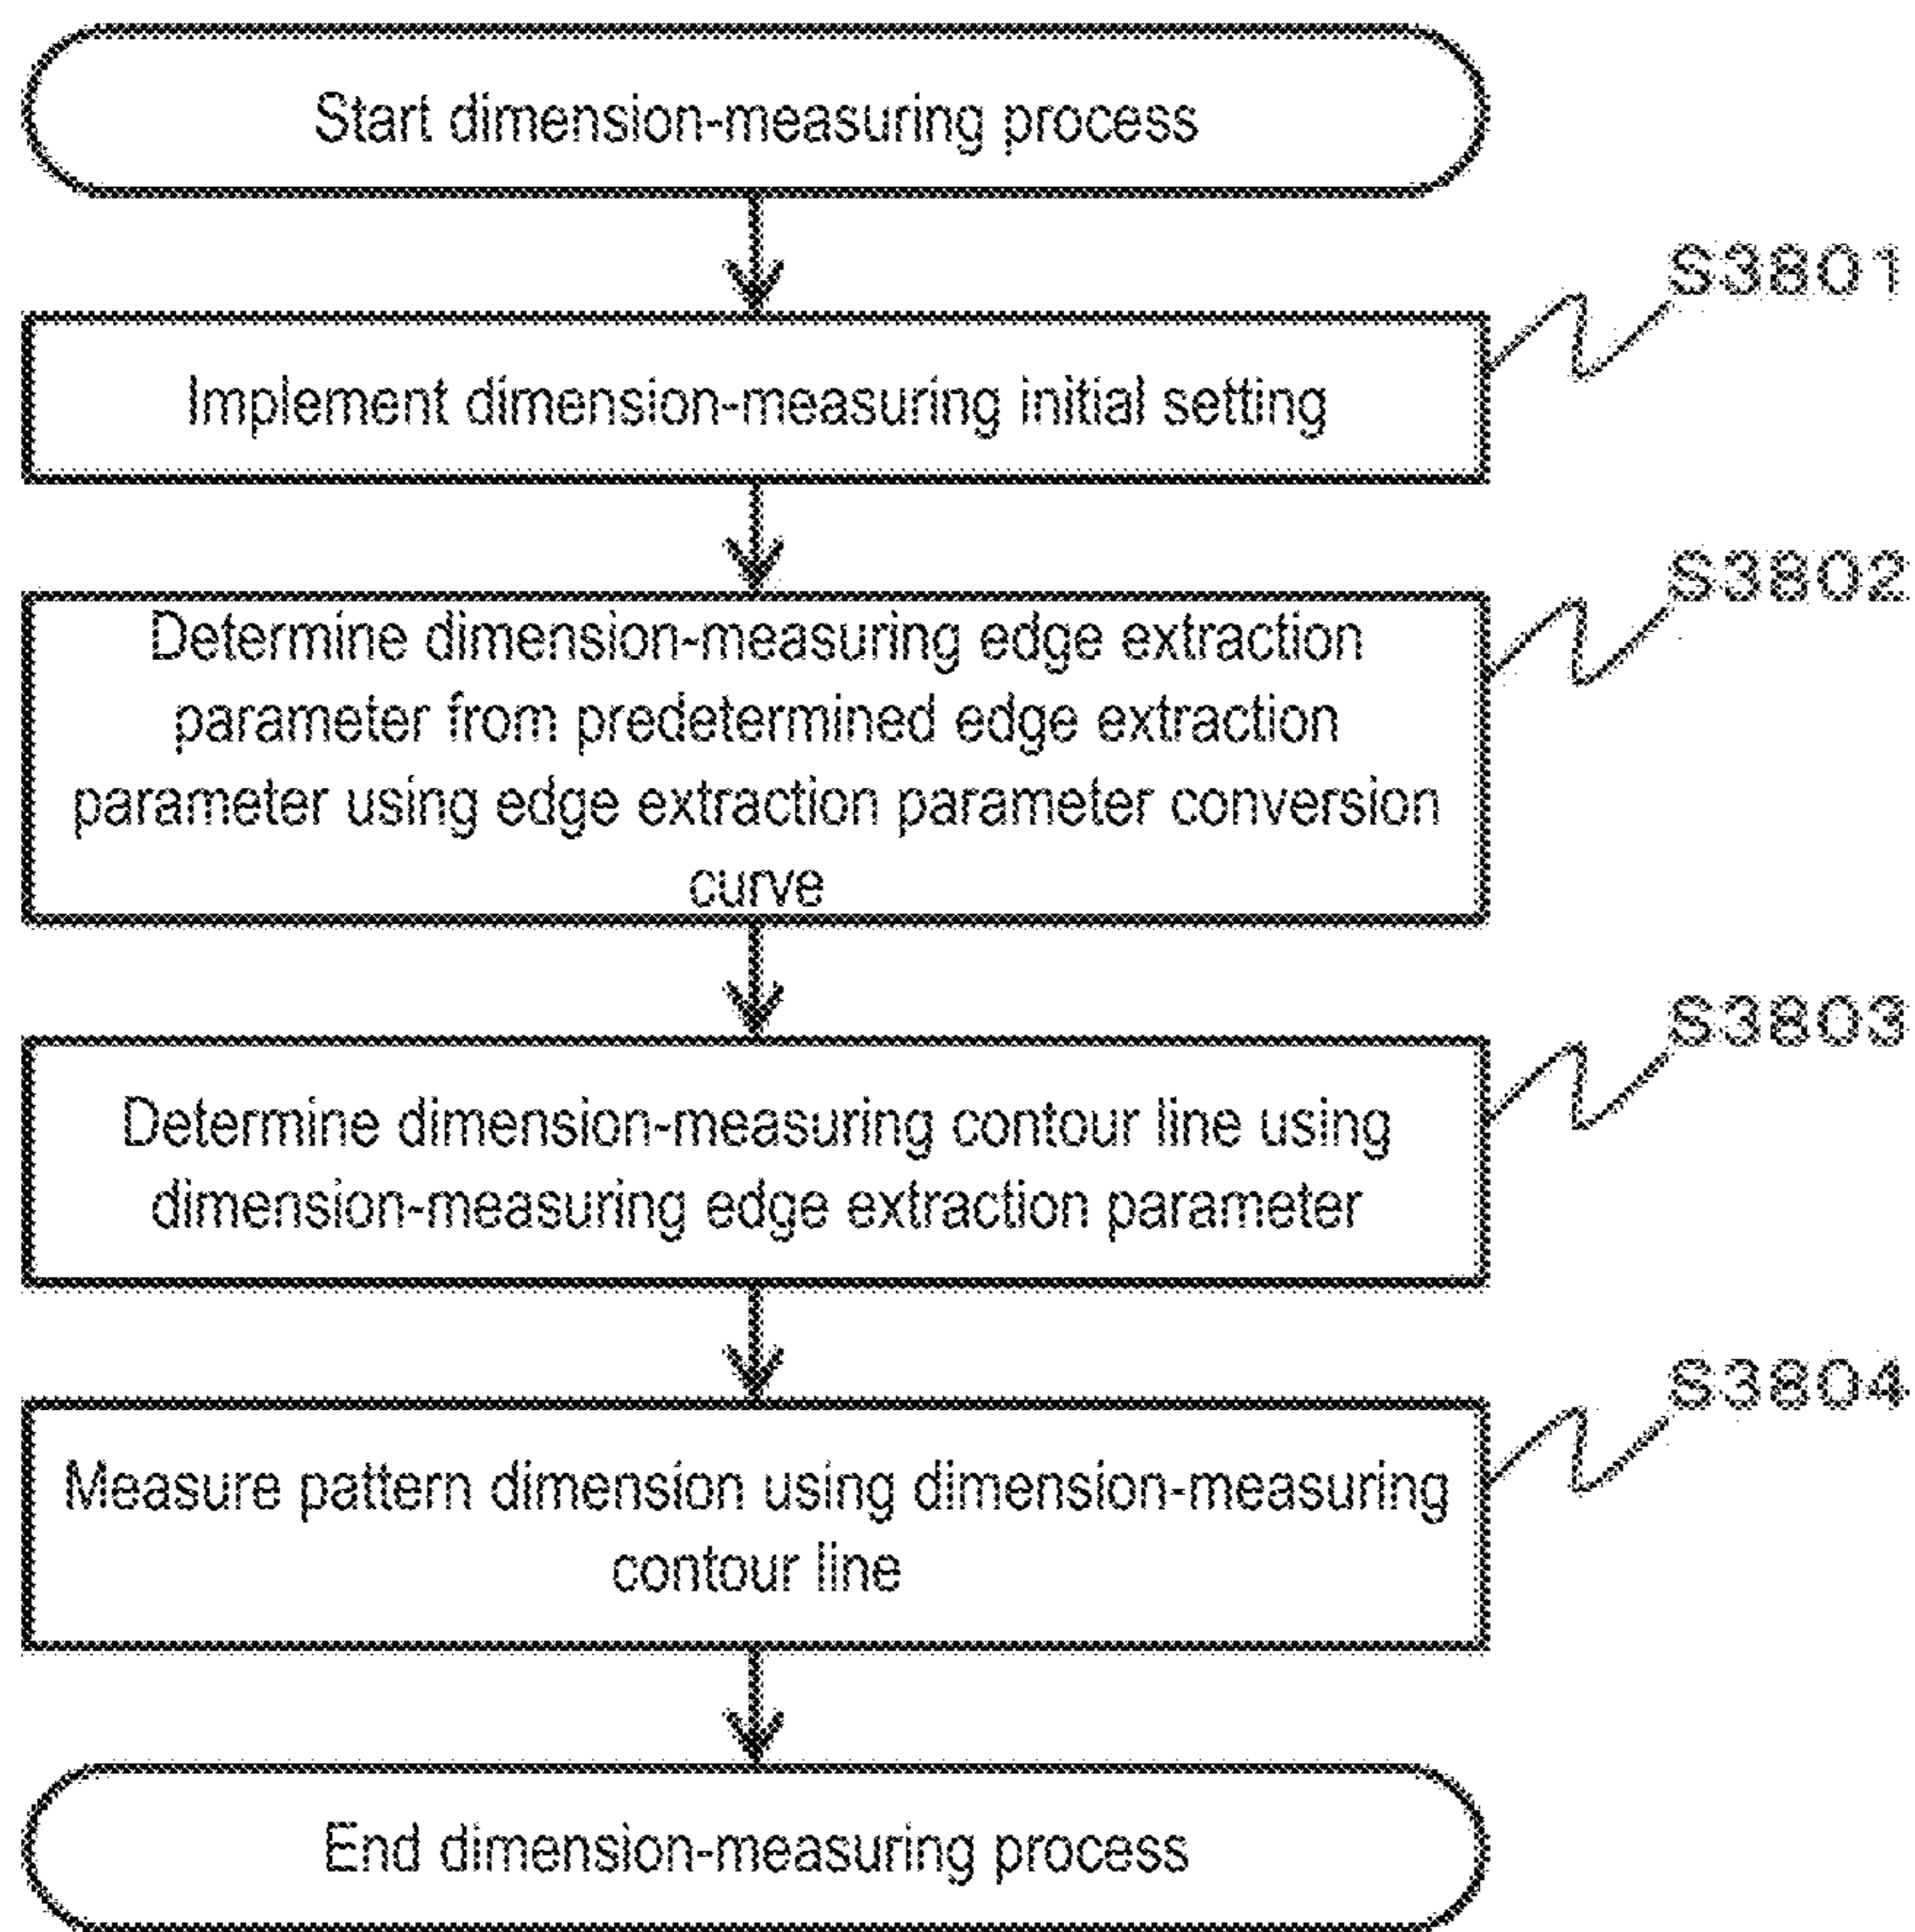 Start dimension-measuring process
S3801
Implement dimension-measuring initial setting
S3802
Determine dimension-measuring edge extraction
parameter from predetermined edge extraction
parameter using edge extraction parameter conversion
curve
S3803
Determine dimension-measuring contour line using
dimension-measuring edge extraction parameter
S3804
Measure pattern dimension using dimension-measuring
contour line
End dimension-measuring process